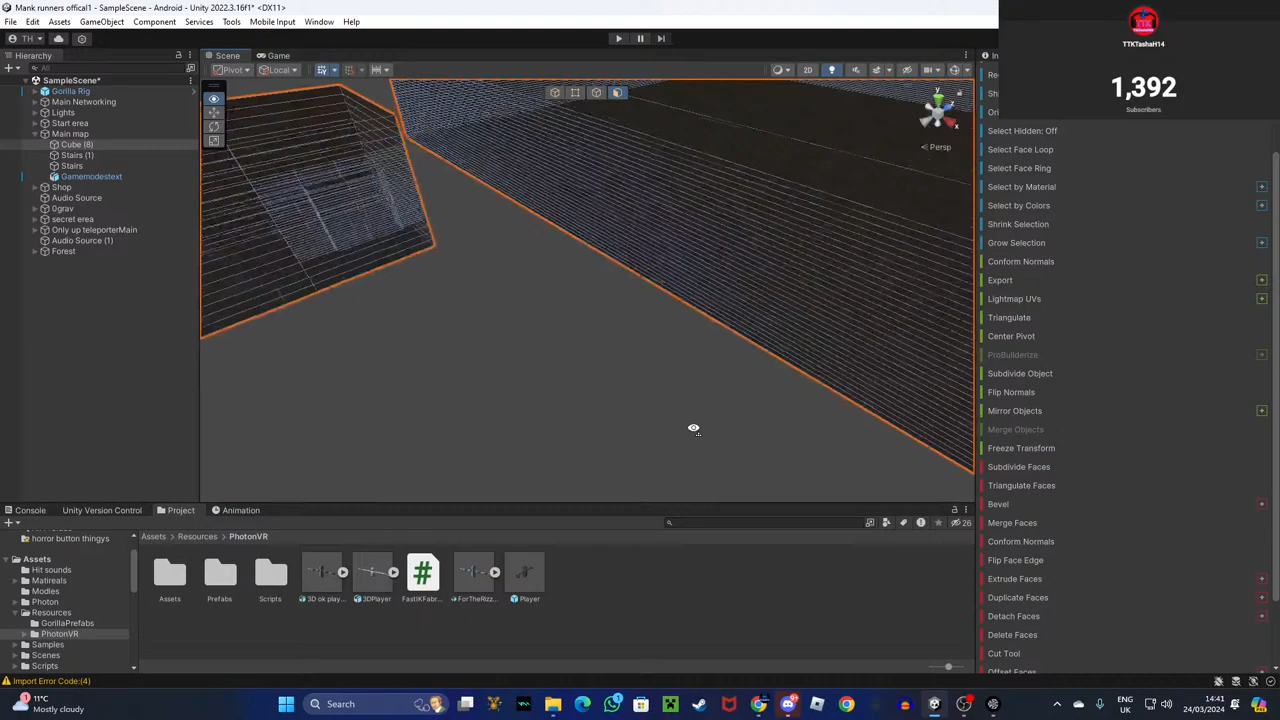 Mank runners offical1 - SampleScene - Android - Unity 2022.3.16f1* <DX11>
File Edit Assets GameObject Component Services Tools Mobile Input Window Help
TH
Hierarchy
All
SampleScene*
Gorilla Rig
Main Networking
Lights
Start erea
Main map
Cube (8)
Stairs (1)
Stairs
Gamemodestext
Shop
Audio Source
0grav
secret erea
Only up teleporterMain
Audio Source (1)
Forest
Scene Game
Pivot Local
2D
y
x
Persp
TTKTashaH14
1,392
Subscribers
Select Hidden: Off
Select Face Loop
Select Face Ring
Select by Material
Select by Colors
Shrink Selection
Grow Selection
Conform Normals
Export
Lightmap UVs
Triangulate
Center Pivot
ProBuilderize
Subdivide Object
Flip Normals
Mirror Objects
Merge Objects
Freeze Transform
Subdivide Faces
Triangulate Faces
Bevel
Merge Faces
Conform Normals
Flip Face Edge
Extrude Faces
Duplicate Faces
Detach Faces
Delete Faces
Cut Tool
Offset Faces
Console Unity Version Control Project Animation
26
horror button thingys
Assets
Hit sounds
Matireals
Modles
Photon
Resources
GorillaPrefabs
PhotonVR
Samples
Scenes
Scripts
Assets Resources PhotonVR
Assets
Prefabs
Scripts
3D ok play...
3DPlayer
FastIKFabr...
ForTheRizz...
Player
Import Error Code:(4)
11°C
Mostly cloudy
Search
ENG
UK
14:41
24/03/2024